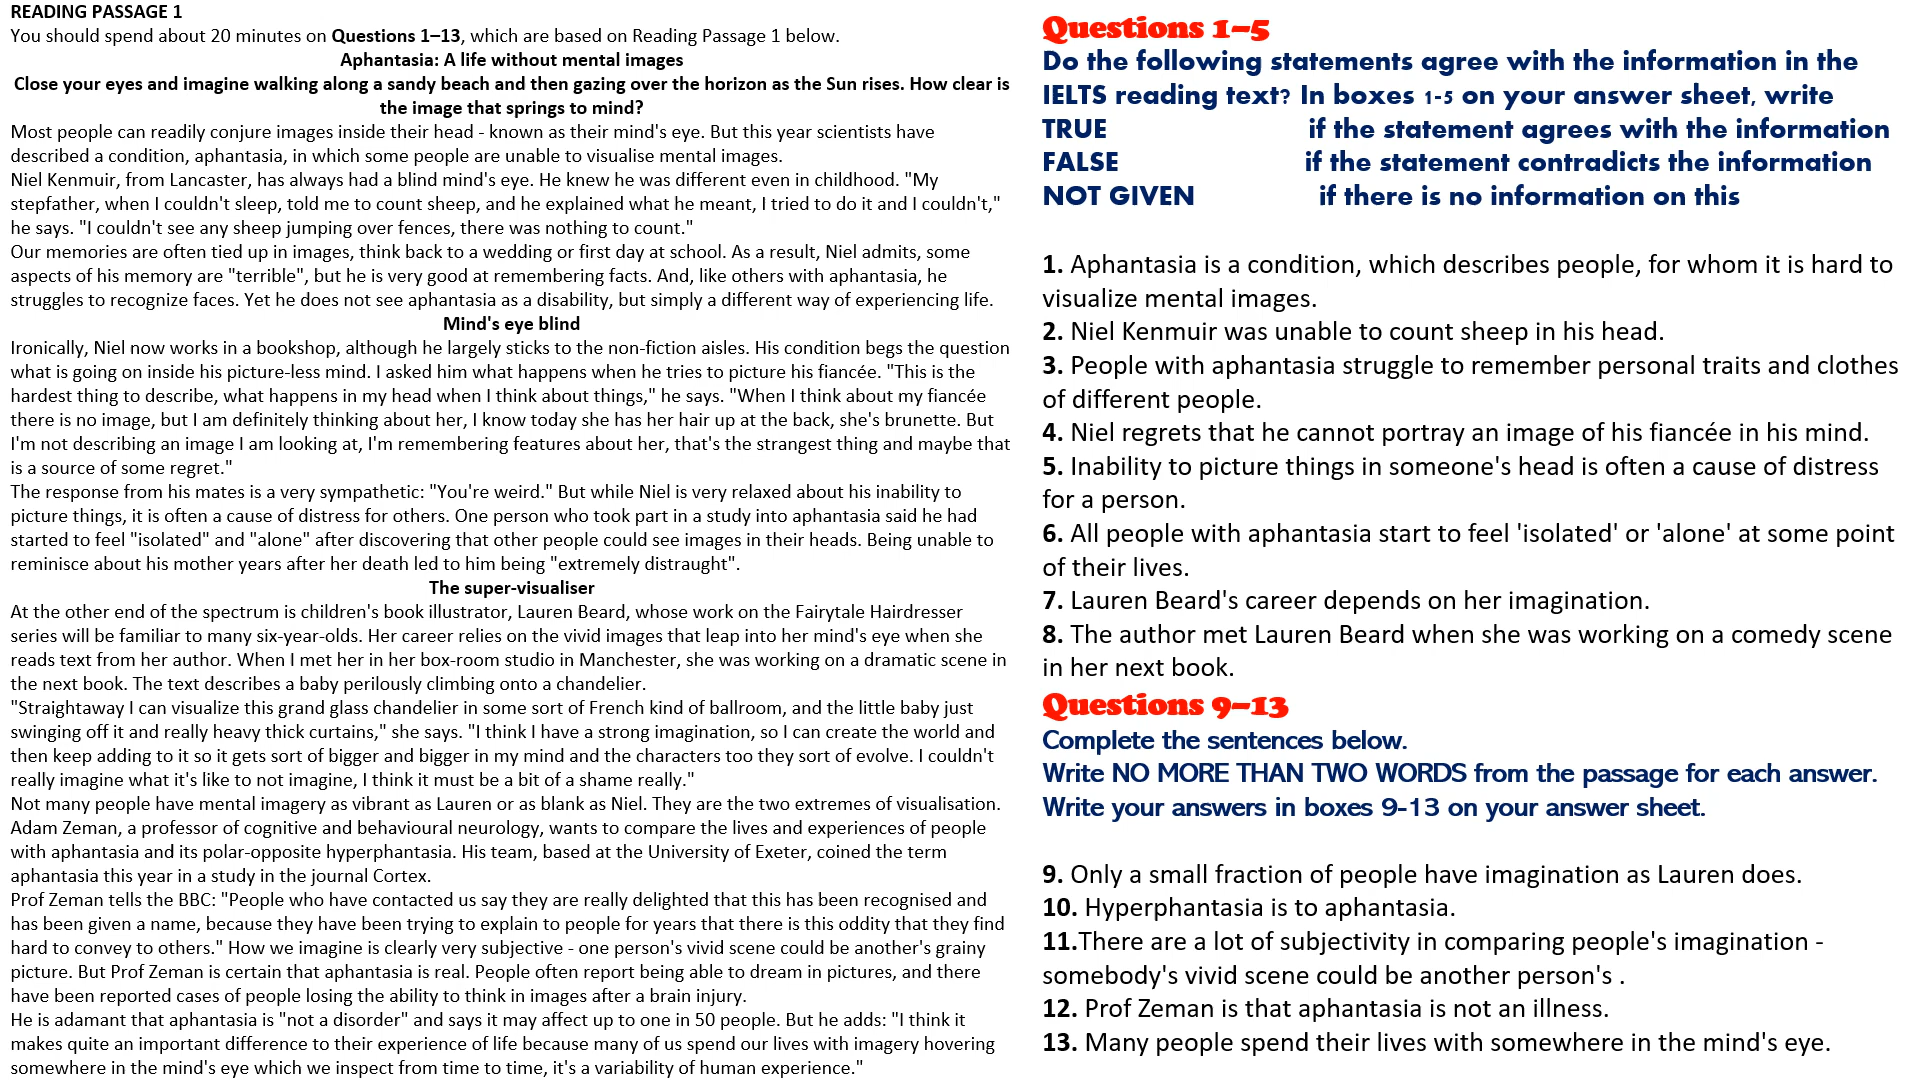 READING PASSAGE 1
You should spend about 20 minutes on Questions 1–13, which are based on Reading Passage 1 below.
Aphantasia: A life without mental images
Close your eyes and imagine walking along a sandy beach and then gazing over the horizon as the Sun rises. How clear is
the image that springs to mind?
Most people can readily conjure images inside their head - known as their mind's eye. But this year scientists have
described a condition, aphantasia, in which some people are unable to visualise mental images.
Niel Kenmuir, from Lancaster, has always had a blind mind's eye. He knew he was different even in childhood. "My
stepfather, when I couldn't sleep, told me to count sheep, and he explained what he meant, I tried to do it and I couldn't,"
he says. "I couldn't see any sheep jumping over fences, there was nothing to count."
Our memories are often tied up in images, think back to a wedding or first day at school. As a result, Niel admits, some
aspects of his memory are "terrible", but he is very good at remembering facts. And, like others with aphantasia, he
struggles to recognize faces. Yet he does not see aphantasia as a disability, but simply a different way of experiencing life.
Mind's eye blind
Ironically, Niel now works in a bookshop, although he largely sticks to the non-fiction aisles. His condition begs the question
what is going on inside his picture-less mind. I asked him what happens when he tries to picture his fiancée. "This is the
hardest thing to describe, what happens in my head when I think about things," he says. "When I think about my fiancée
there is no image, but I am definitely thinking about her, I know today she has her hair up at the back, she's brunette. But
I'm not describing an image I am looking at, I'm remembering features about her, that's the strangest thing and maybe that
is a source of some regret."
The response from his mates is a very sympathetic: "You're weird." But while Niel is very relaxed about his inability to
picture things, it is often a cause of distress for others. One person who took part in a study into aphantasia said he had
started to feel "isolated" and "alone" after discovering that other people could see images in their heads. Being unable to
reminisce about his mother years after her death led to him being "extremely distraught".
The super-visualiser
At the other end of the spectrum is children's book illustrator, Lauren Beard, whose work on the Fairytale Hairdresser
series will be familiar to many six-year-olds. Her career relies on the vivid images that leap into her mind's eye when she
reads text from her author. When I met her in her box-room studio in Manchester, she was working on a dramatic scene in
the next book. The text describes a baby perilously climbing onto a chandelier.
"Straightaway I can visualize this grand glass chandelier in some sort of French kind of ballroom, and the little baby just
swinging off it and really heavy thick curtains," she says. "I think I have a strong imagination, so I can create the world and
then keep adding to it so it gets sort of bigger and bigger in my mind and the characters too they sort of evolve. I couldn't
really imagine what it's like to not imagine, I think it must be a bit of a shame really."
Not many people have mental imagery as vibrant as Lauren or as blank as Niel. They are the two extremes of visualisation.
Adam Zeman, a professor of cognitive and behavioural neurology, wants to compare the lives and experiences of people
with aphantasia and its polar-opposite hyperphantasia. His team, based at the University of Exeter, coined the term
aphantasia this year in a study in the journal Cortex.
Prof Zeman tells the BBC: "People who have contacted us say they are really delighted that this has been recognised and
has been given a name, because they have been trying to explain to people for years that there is this oddity that they find
hard to convey to others." How we imagine is clearly very subjective - one person's vivid scene could be another's grainy
picture. But Prof Zeman is certain that aphantasia is real. People often report being able to dream in pictures, and there
have been reported cases of people losing the ability to think in images after a brain injury.
He is adamant that aphantasia is "not a disorder" and says it may affect up to one in 50 people. But he adds: "I think it
makes quite an important difference to their experience of life because many of us spend our lives with imagery hovering
somewhere in the mind's eye which we inspect from time to time, it's a variability of human experience."
Questions 1–5
Do the following statements agree with the information in the
IELTS reading text? In boxes 1-5 on your answer sheet, write
TRUE if the statement agrees with the information
FALSE if the statement contradicts the information
NOT GIVEN if there is no information on this
1. Aphantasia is a condition, which describes people, for whom it is hard to
visualize mental images.
2. Niel Kenmuir was unable to count sheep in his head.
3. People with aphantasia struggle to remember personal traits and clothes
of different people.
4. Niel regrets that he cannot portray an image of his fiancée in his mind.
5. Inability to picture things in someone's head is often a cause of distress
for a person.
6. All people with aphantasia start to feel 'isolated' or 'alone' at some point
of their lives.
7. Lauren Beard's career depends on her imagination.
8. The author met Lauren Beard when she was working on a comedy scene
in her next book.
Questions 9–13
Complete the sentences below.
Write NO MORE THAN TWO WORDS from the passage for each answer.
Write your answers in boxes 9-13 on your answer sheet.
9. Only a small fraction of people have imagination as Lauren does.
10. Hyperphantasia is to aphantasia.
11.There are a lot of subjectivity in comparing people's imagination -
somebody's vivid scene could be another person's .
12. Prof Zeman is that aphantasia is not an illness.
13. Many people spend their lives with somewhere in the mind's eye.